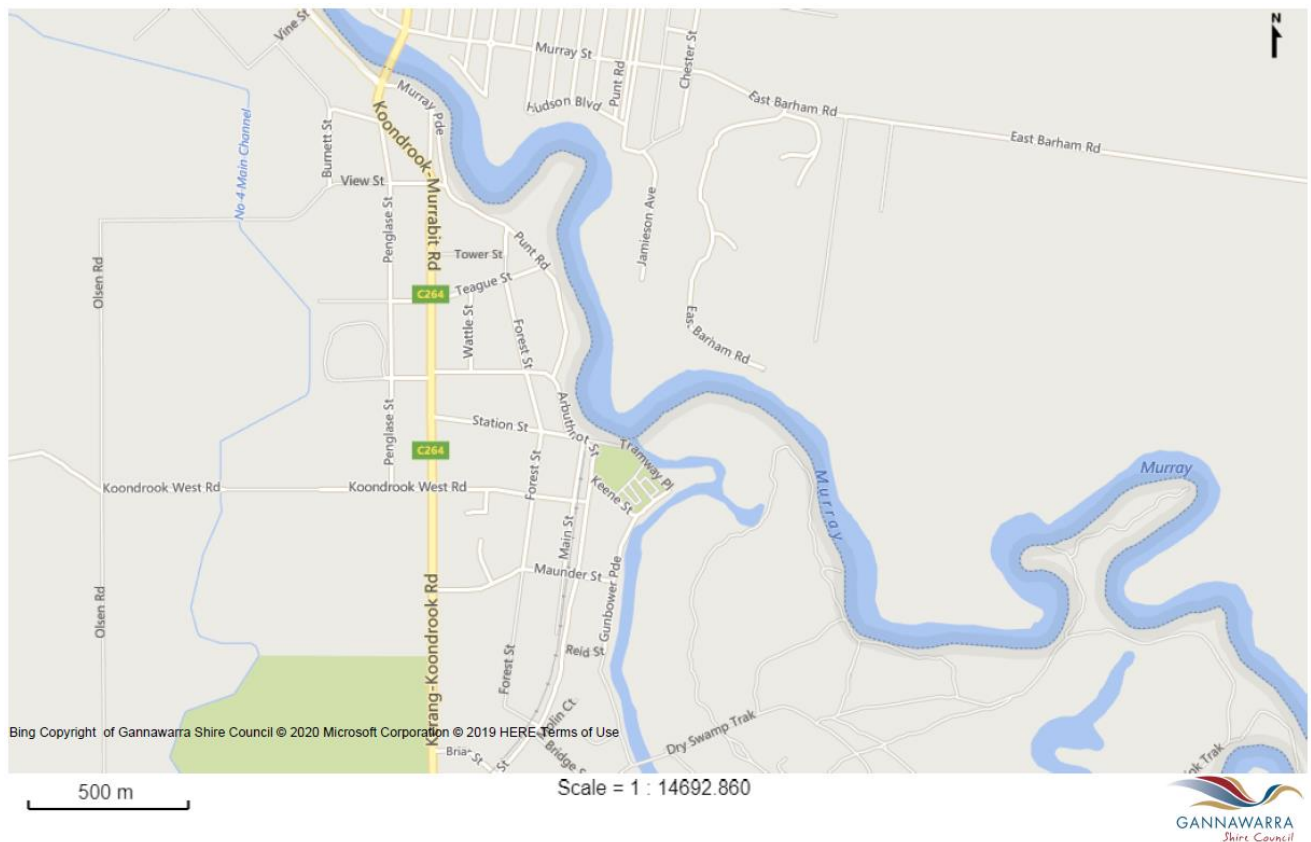 N
Vine St
Murray St
Chester St
Punt Rd
Hudson Blvd
Murray Pde
East Barham Rd
East Barham Rd
No 4 Main Channel
Burnett St
Koondrook-Murrabit Rd
View St
Penglase St
Jamieson Ave
Olsen Rd
Tower St
Punt Rd
Teague St
C264
Wattle St
Forest St
East Barham Rd
Penglase St
Arbuthnot St
Station St
C264
Tramway Pl
Murray
Murray
Koondrook West Rd
Koondrook West Rd
Forest St
Keene St
Main St
Maunder St
Gunbower Pde
Kerang-Koondrook Rd
Olsen Rd
Reid St
Forest St
Dry Swamp Trak
Bing Copyright of Gannawarra Shire Council © 2020 Microsoft Corporation © 2019 HERE Terms of Use
Ct
Bridge
St
St
Trak
500 m
Scale = 1 : 14692.860
GANNAWARRA
Shire Council